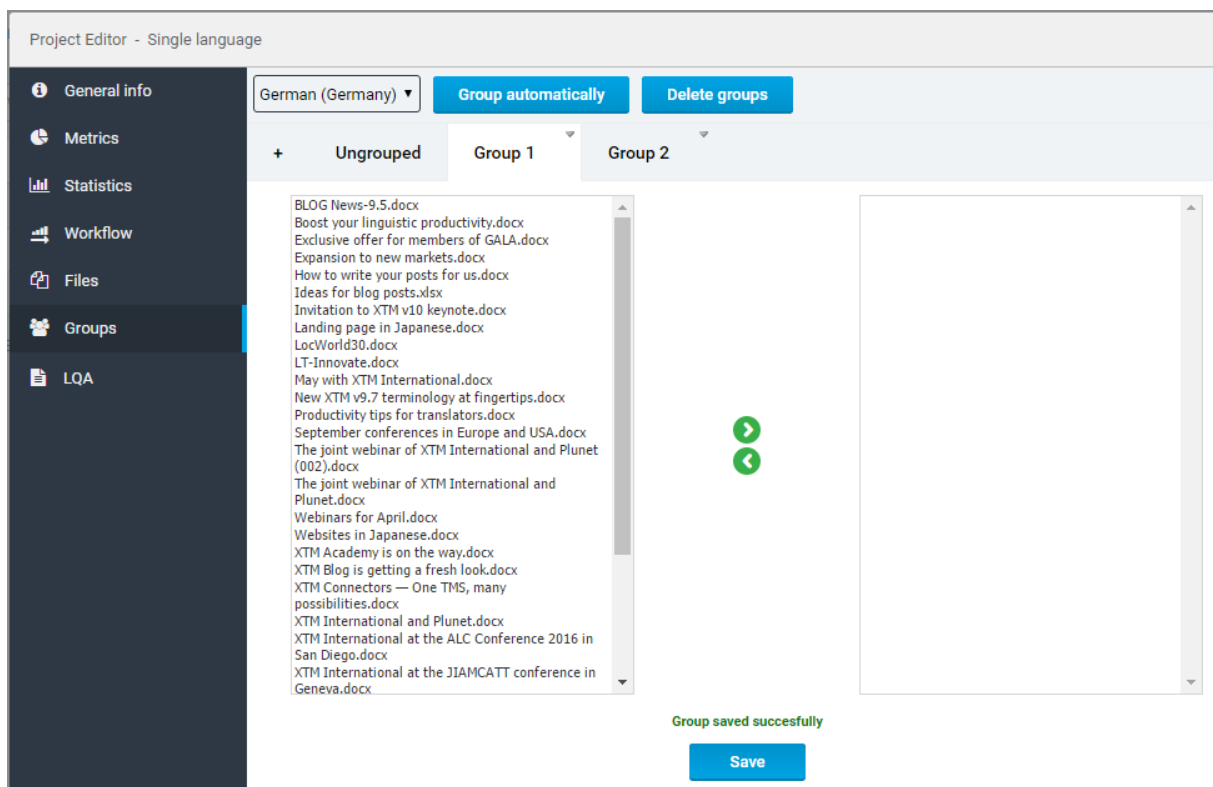 Project Editor - Single language
General info
Metrics
Statistics
Workflow
Files
Groups
LQA
German (Germany)
Group automatically
Delete groups
+
Ungrouped
Group 1
Group 2
BLOG News-9.5.docx
Boost your linguistic productivity.docx
Exclusive offer for members of GALA.docx
Expansion to new markets.docx
How to write your posts for us.docx
Ideas for blog posts.xlsx
Invitation to XTM v10 keynote.docx
Landing page in Japanese.docx
LocWorld30.docx
LT-Innovate.docx
May with XTM International.docx
New XTM v9.7 terminology at fingertips.docx
Productivity tips for translators.docx
September conferences in Europe and USA.docx
The joint webinar of XTM International and Plunet
(002).docx
The joint webinar of XTM International and
Plunet.docx
Webinars for April.docx
Websites in Japanese.docx
XTM Academy is on the way.docx
XTM Blog is getting a fresh look.docx
XTM Connectors — One TMS, many
possibilities.docx
XTM International and Plunet.docx
XTM International at the ALC Conference 2016 in
San Diego.docx
XTM International at the JIAMCATT conference in
Geneva.docx
Group saved succesfully
Save